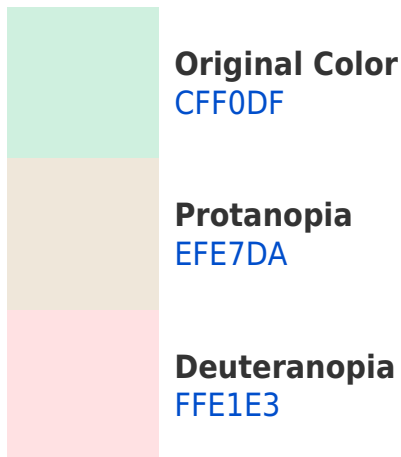 Original Color
CFF0DF
Protanopia
EFE7DA
Deuteranopia
FFE1E3